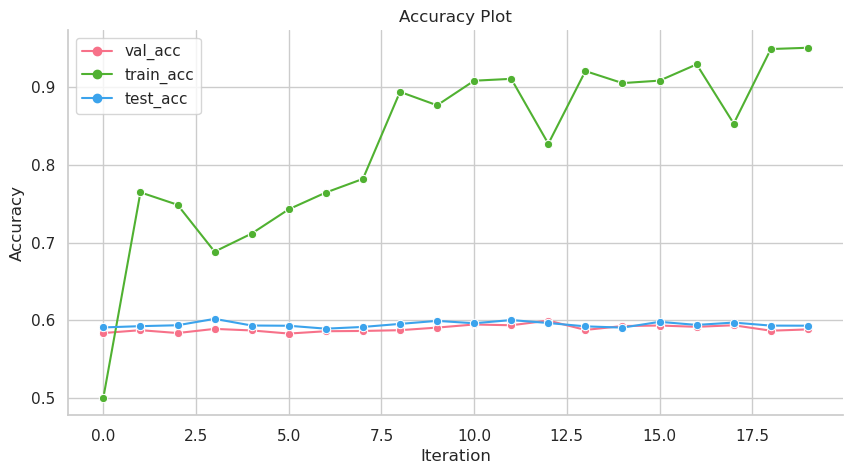 Accuracy Plot
val_acc
train_acc
test_acc
0.9
0.8
0.7
0.6
0.5
Accuracy
0.0 2.5 5.0 7.5 10.0 12.5 15.0 17.5
Iteration